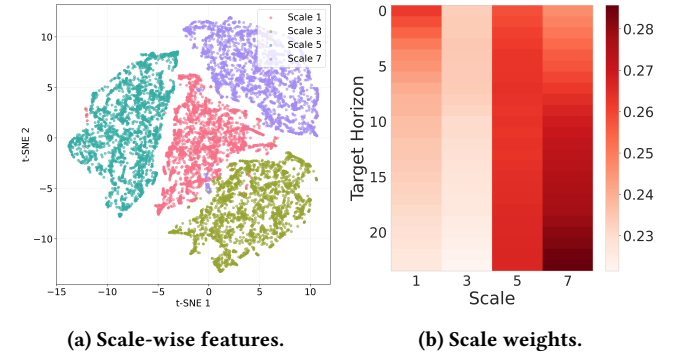 Scale 1
Scale 3
Scale 5
Scale 7
10
5
0
−5
−10
t-SNE 2
−15
−10
−5
0
5
10
t-SNE 1
(a) Scale-wise features.
0
5
10
15
20
Target Horizon
1
3
5
7
Scale
0.28
0.27
0.26
0.25
0.24
0.23
(b) Scale weights.